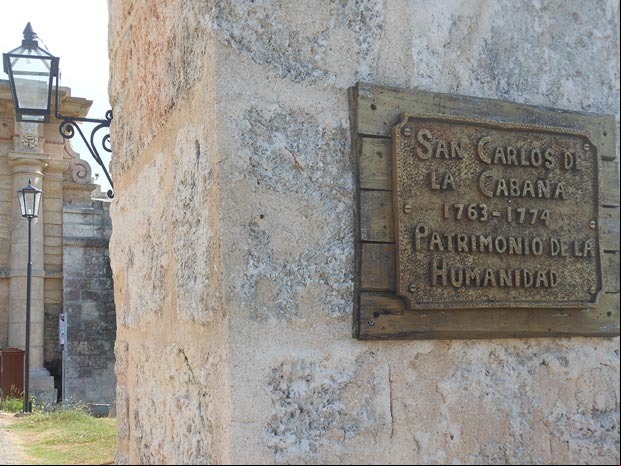 San Carlos de
la Cabaña
1763-1774
Patrimonio de la
Humanidad